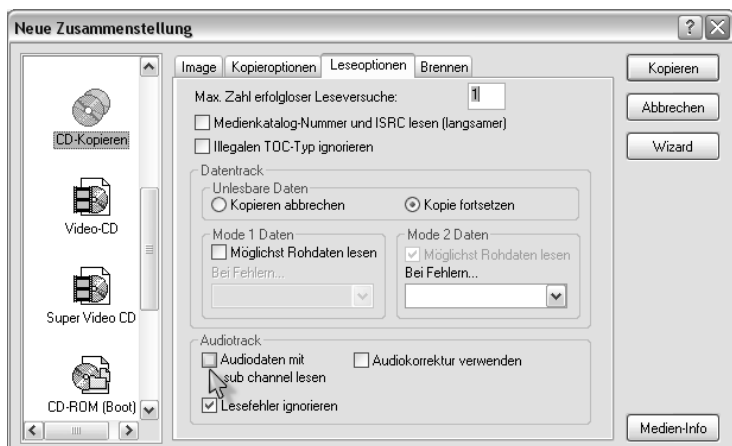 Neue Zusammenstellung
CD-Kopieren
Video-CD
Super Video CD
CD-ROM (Boot)
Image
Kopieroptionen
Leseoptionen
Brennen
Max. Zahl erfolgloser Leseversuche:
1
Medienkatalog-Nummer und ISRC lesen (langsamer)
Illegalen TOC-Typ ignorieren
Datentrack
Unlesbare Daten
Kopieren abbrechen
Kopie fortsetzen
Mode 1 Daten
Möglichst Rohdaten lesen
Bei Fehlern...
Mode 2 Daten
Möglichst Rohdaten lesen
Bei Fehlern...
Audiotrack
Audiodaten mit
sub channel lesen
Audiokorrektur verwenden
Lesefehler ignorieren
Kopieren
Abbrechen
Wizard
Medien-Info